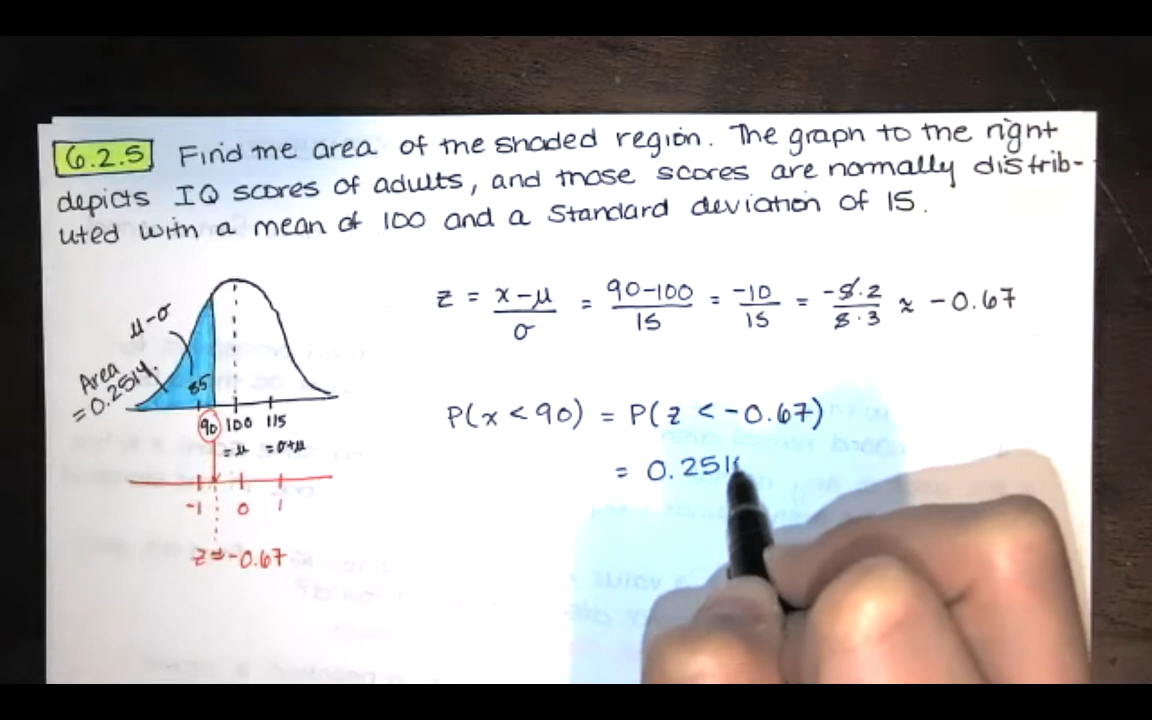 6.2.5 Find the area of the shaded region. The graph to the right
depicts IQ scores of adults, and those scores are normally distrib-
uted with a mean of 100 and a standard deviation of 15.
z = x-μ/σ = 90-100/15 = -10/15 = -5·2/5·3 ≈ -0.67
μ-σ
Area
= 0.2514
85
90 100 115
=μ =σ+μ
-1 0 1
z=-0.67
P(x < 90) = P(z < -0.67)
= 0.251